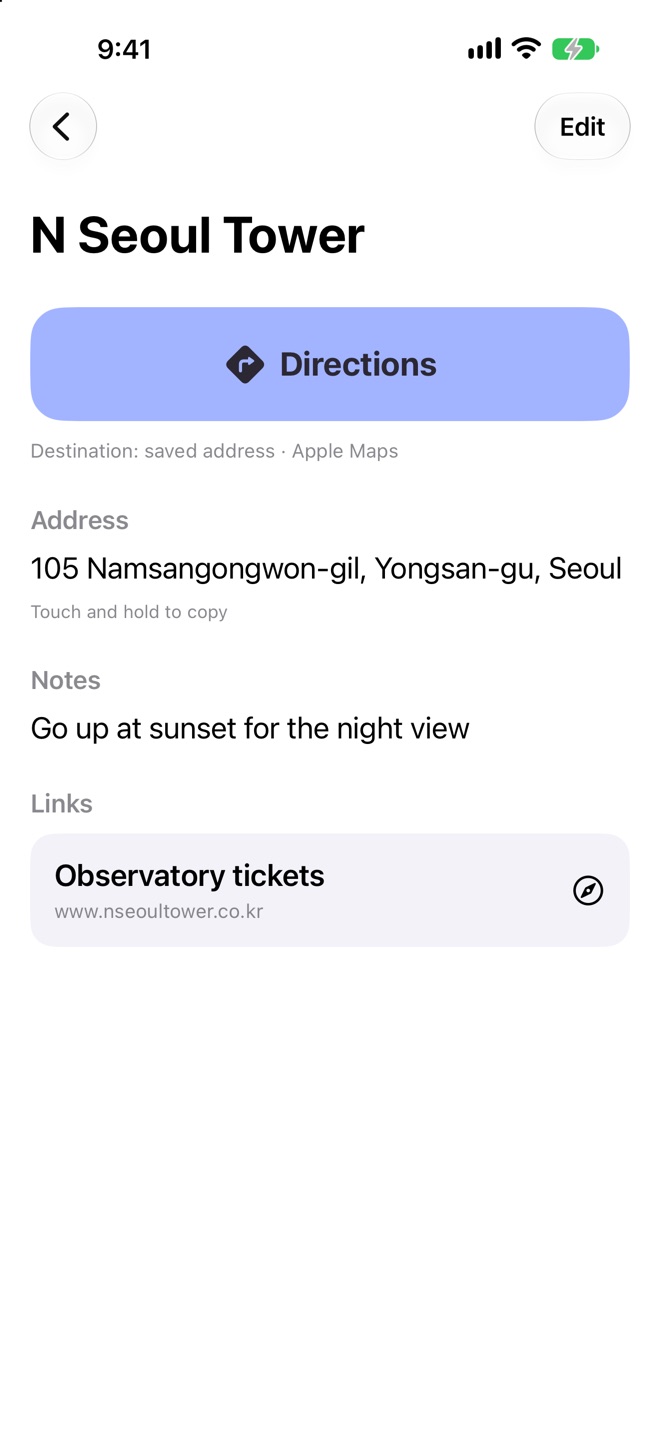 9:41
Edit
N Seoul Tower
Directions
Destination: saved address · Apple Maps
Address
105 Namsangongwon-gil, Yongsan-gu, Seoul
Touch and hold to copy
Notes
Go up at sunset for the night view
Links
Observatory tickets
www.nseoultower.co.kr